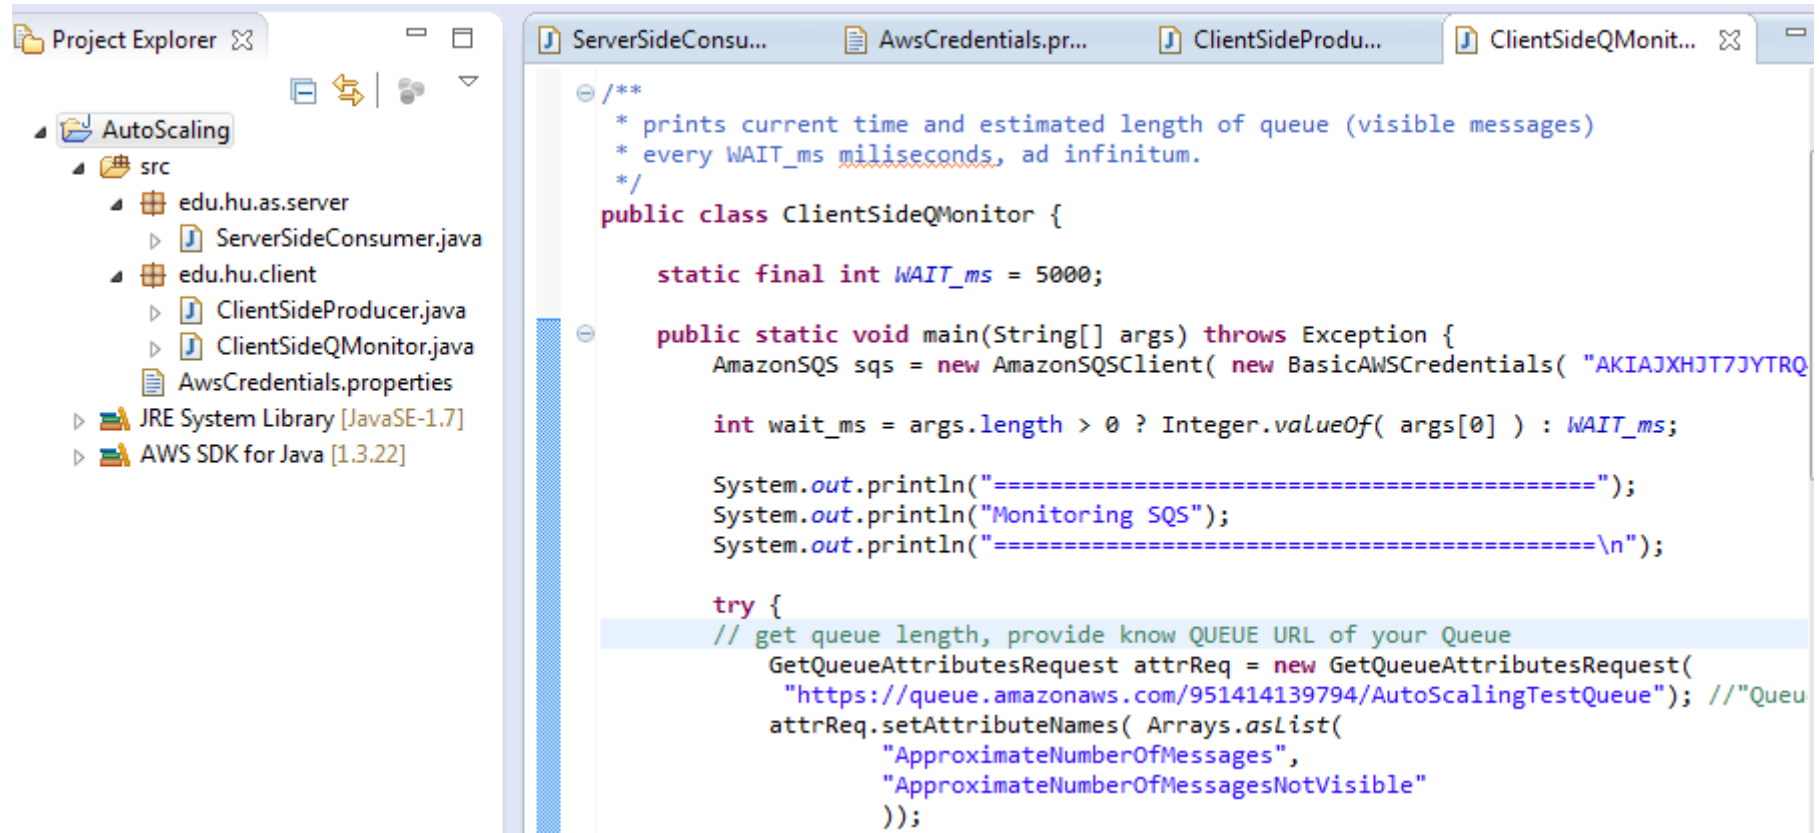 Project Explorer
AutoScaling
src
edu.hu.as.server
ServerSideConsumer.java
edu.hu.client
ClientSideProducer.java
ClientSideQMonitor.java
AwsCredentials.properties
JRE System Library [JavaSE-1.7]
AWS SDK for Java [1.3.22]
ServerSideConsu... AwsCredentials.pr... ClientSideProdu... ClientSideQMonit...
/**
* prints current time and estimated length of queue (visible messages)
* every WAIT_ms miliseconds, ad infinitum.
*/
public class ClientSideQMonitor {
static final int WAIT_ms = 5000;
public static void main(String[] args) throws Exception {
AmazonSQS sqs = new AmazonSQSClient( new BasicAWSCredentials( "AKIAJXHJT7JYTRQ
int wait_ms = args.length > 0 ? Integer.valueOf( args[0] ) : WAIT_ms;
System.out.println("===========================================");
System.out.println("Monitoring SQS");
System.out.println("===========================================\n");
try {
// get queue length, provide know QUEUE URL of your Queue
GetQueueAttributesRequest attrReq = new GetQueueAttributesRequest(
"https://queue.amazonaws.com/951414139794/AutoScalingTestQueue"); //"Queu
attrReq.setAttributeNames( Arrays.asList(
"ApproximateNumberOfMessages",
"ApproximateNumberOfMessagesNotVisible"
));